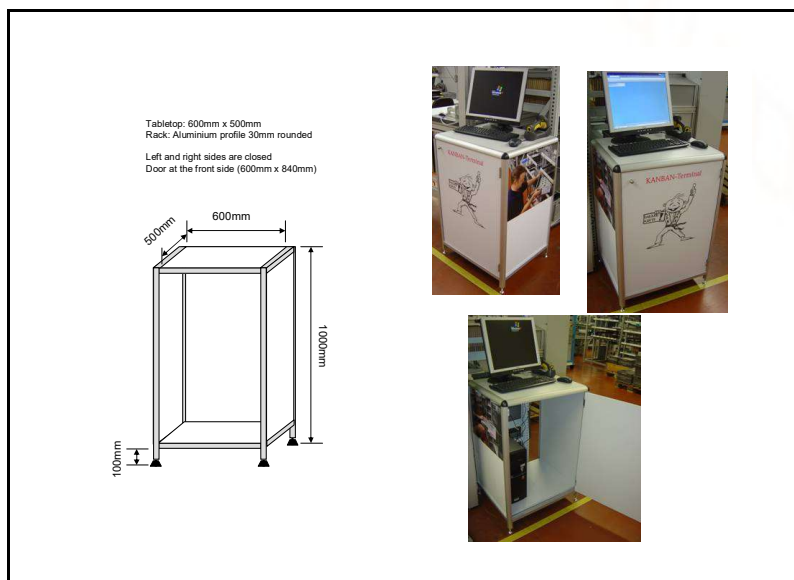 Tabletop: 600mm x 500mm
Rack: Aluminium profile 30mm rounded
Left and right sides are closed
Door at the front side (600mm x 840mm)
600mm
500mm
1000mm
100mm
KANBAN-Terminal
KANBAN-Terminal